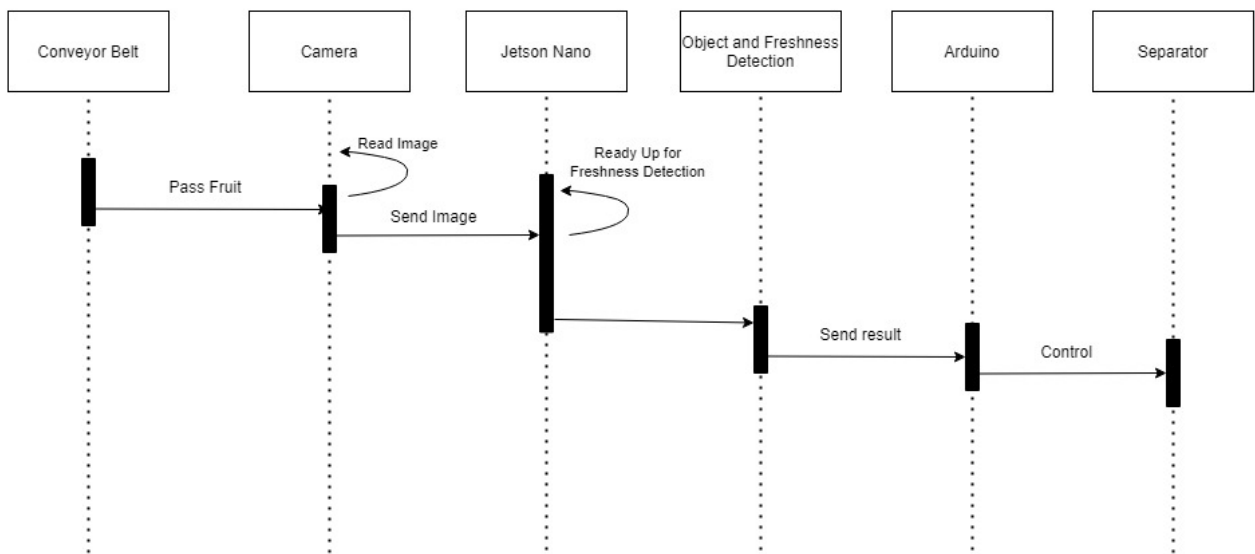 Conveyor Belt
Camera
Jetson Nano
Object and Freshness
Detection
Arduino
Separator
Read Image
Ready Up for
Freshness Detection
Pass Fruit
Send Image
Send result
Control